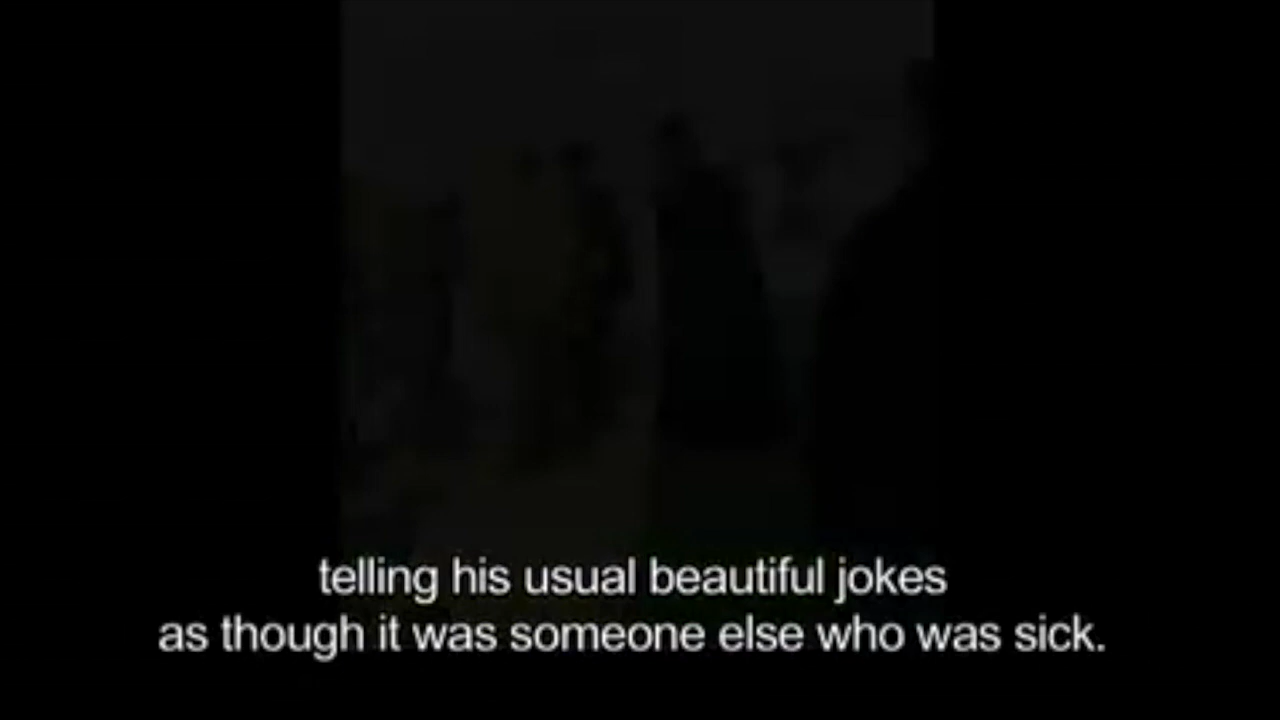 telling his usual beautiful jokes
as though it was someone else who was sick.